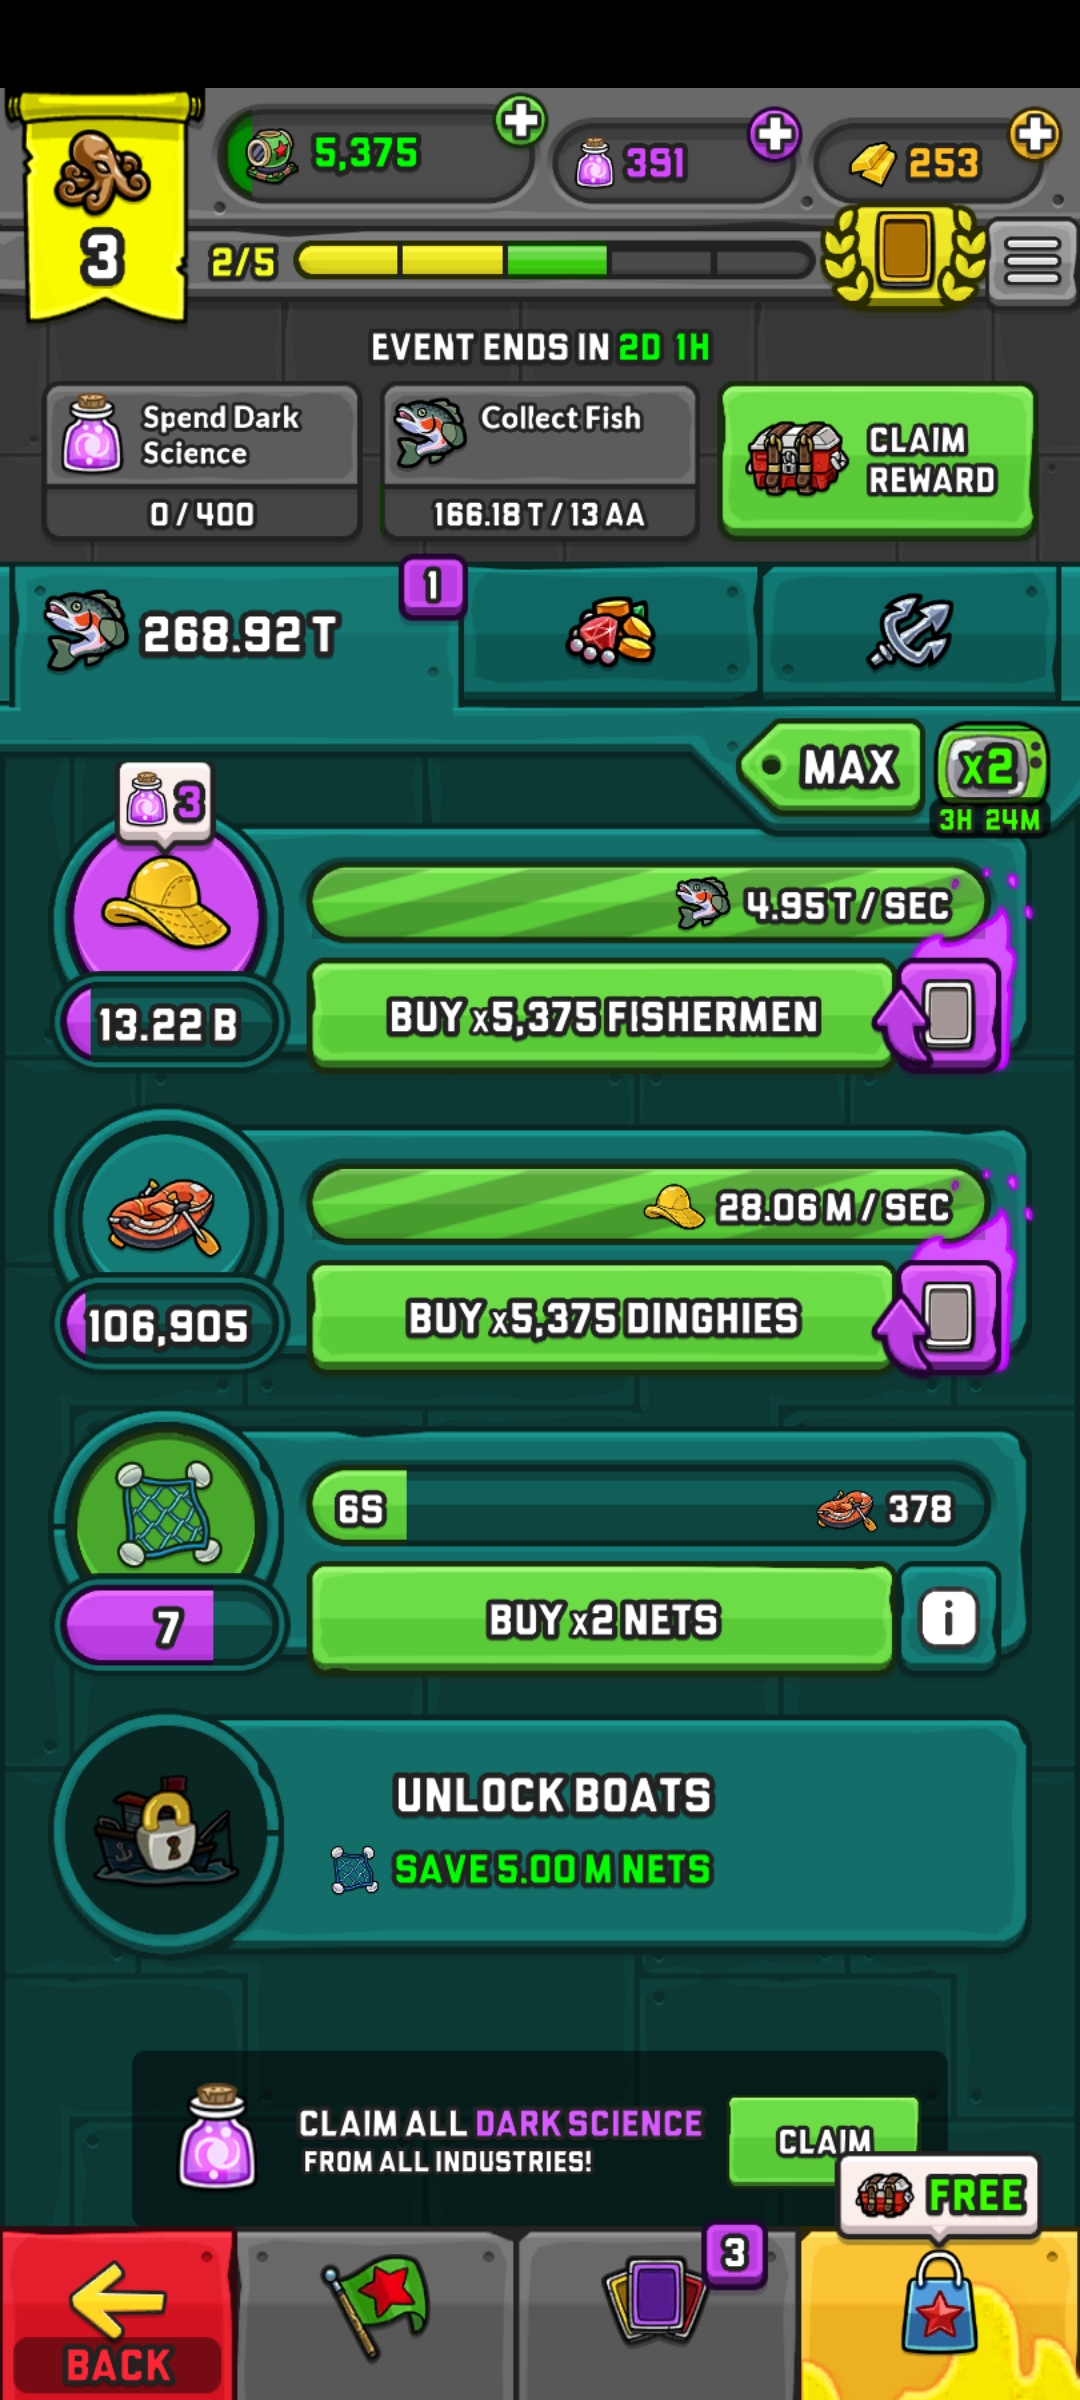 5,375
391
253
3
2/5
EVENT ENDS IN 2D 1H
Spend Dark
Science
0 / 400
Collect Fish
166.18 T / 13 AA
CLAIM
REWARD
268.92 T
1
MAX
x2
3H 24M
3
4.95 T / SEC
13.22 B
BUY x5,375 FISHERMEN
28.06 M / SEC
106,905
BUY x5,375 DINGHIES
6S
378
7
BUY x2 NETS
i
UNLOCK BOATS
SAVE 5.00 M NETS
CLAIM ALL DARK SCIENCE
FROM ALL INDUSTRIES!
CLAIM
FREE
3
BACK